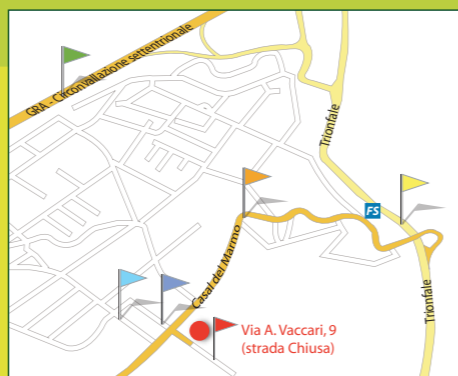 GRA - Circonvallazione settentrionale
Trionfale
FS
Casal del Marmo
Via A. Vaccari, 9
(strada Chiusa)
Trionfale